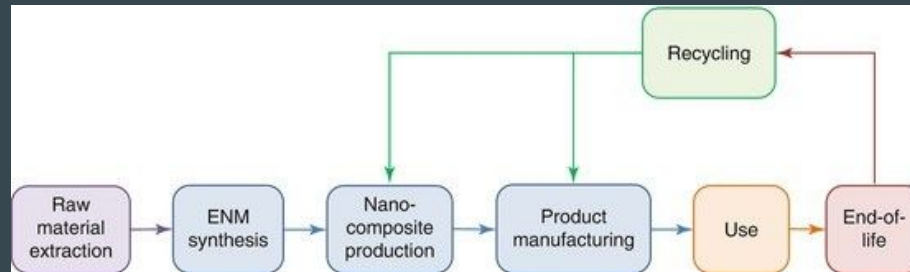 Recycling
Raw
material
extraction
ENM
synthesis
Nano-
composite
production
Product
manufacturing
Use
End-of-
life